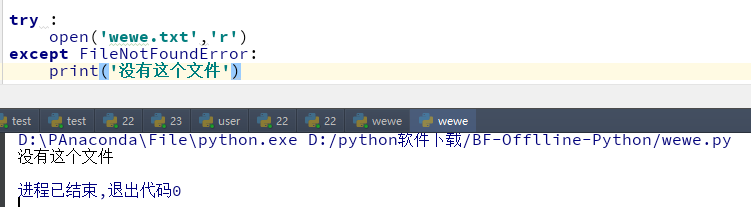 try :
open('wewe.txt','r')
except FileNotFoundError:
print('没有这个文件')
test test 22 23 user 22 22 wewe wewe
D:\PAnaconda\File\python.exe D:/python软件下载/BF-Offlline-Python/wewe.py
没有这个文件
进程已结束,退出代码0